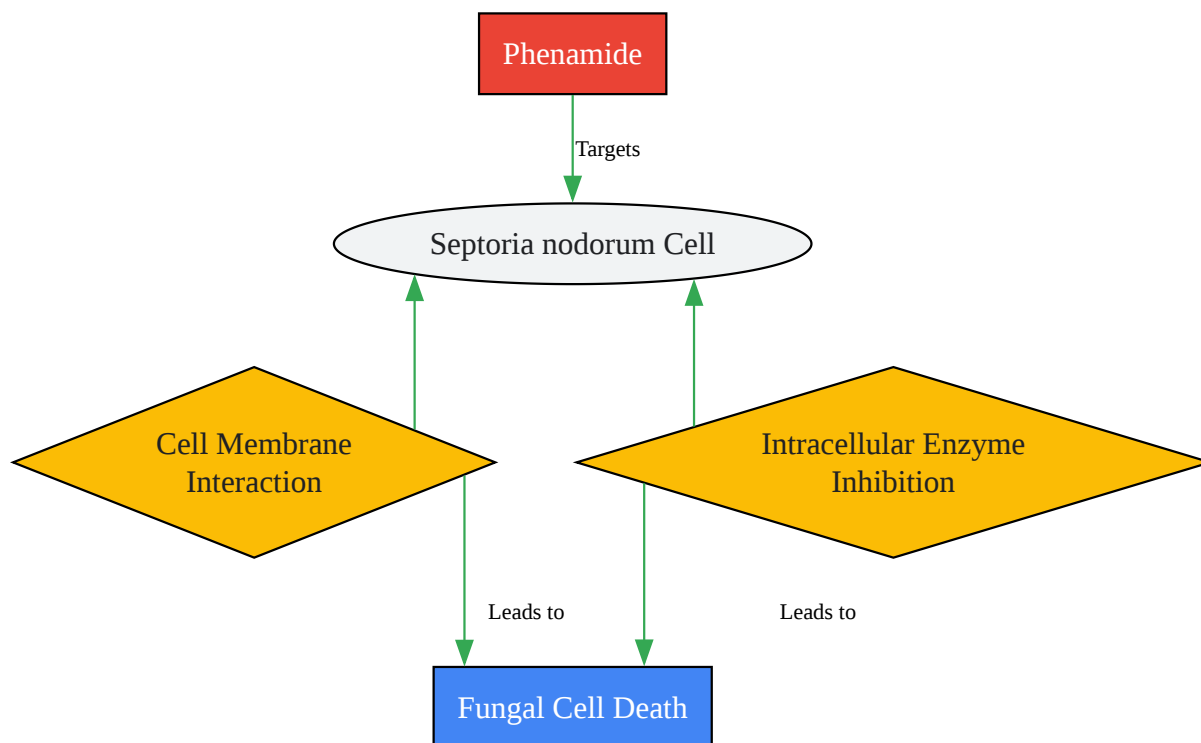 Phenamide
Targets
Septoria nodorum Cell
Cell Membrane
Interaction
Intracellular Enzyme
Inhibition
Leads to
Leads to
Fungal Cell Death